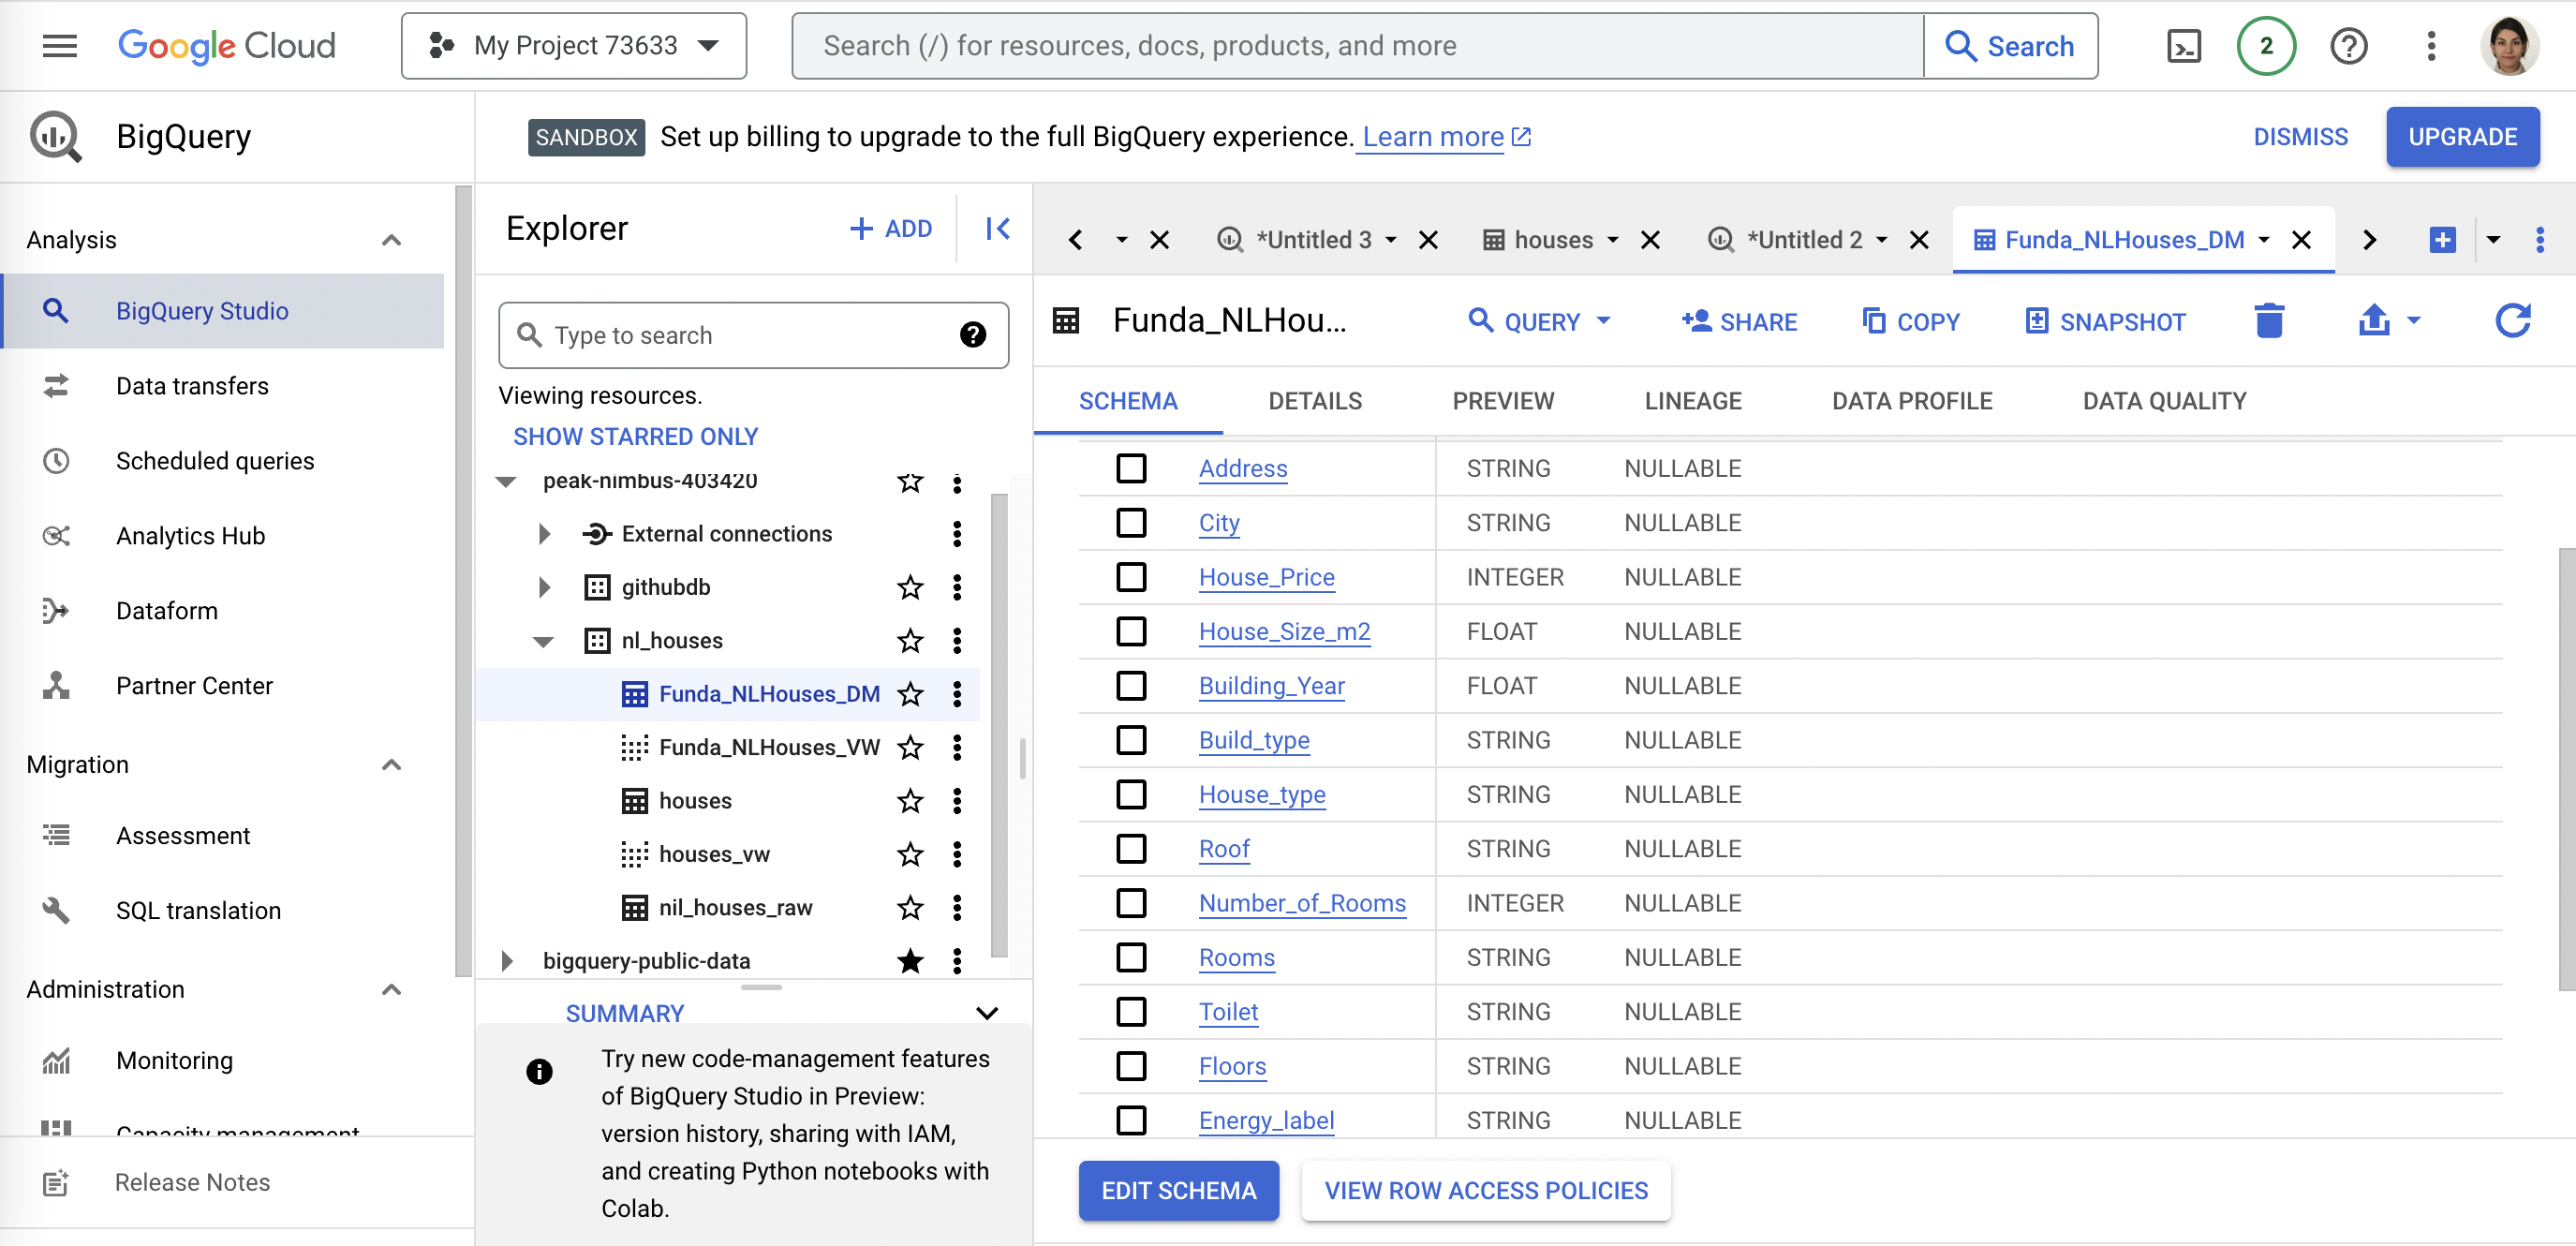 Google Cloud
My Project 73633
Search (/) for resources, docs, products, and more
Search
2
BigQuery
SANDBOX Set up billing to upgrade to the full BigQuery experience. Learn more
DISMISS
UPGRADE
Analysis
BigQuery Studio
Data transfers
Scheduled queries
Analytics Hub
Dataform
Partner Center
Migration
Assessment
SQL translation
Administration
Monitoring
Capacity management
Release Notes
Explorer
+ ADD
Type to search
Viewing resources.
SHOW STARRED ONLY
peak-nimbus-403420
External connections
githubdb
nl_houses
Funda_NLHouses_DM
Funda_NLHouses_VW
houses
houses_vw
nil_houses_raw
bigquery-public-data
SUMMARY
Try new code-management features
of BigQuery Studio in Preview:
version history, sharing with IAM,
and creating Python notebooks with
Colab.
*Untitled 3
houses
*Untitled 2
Funda_NLHouses_DM
Funda_NLHou...
QUERY
SHARE
COPY
SNAPSHOT
SCHEMA
DETAILS
PREVIEW
LINEAGE
DATA PROFILE
DATA QUALITY
Address STRING NULLABLE
City STRING NULLABLE
House_Price INTEGER NULLABLE
House_Size_m2 FLOAT NULLABLE
Building_Year FLOAT NULLABLE
Build_type STRING NULLABLE
House_type STRING NULLABLE
Roof STRING NULLABLE
Number_of_Rooms INTEGER NULLABLE
Rooms STRING NULLABLE
Toilet STRING NULLABLE
Floors STRING NULLABLE
Energy_label STRING NULLABLE
EDIT SCHEMA
VIEW ROW ACCESS POLICIES